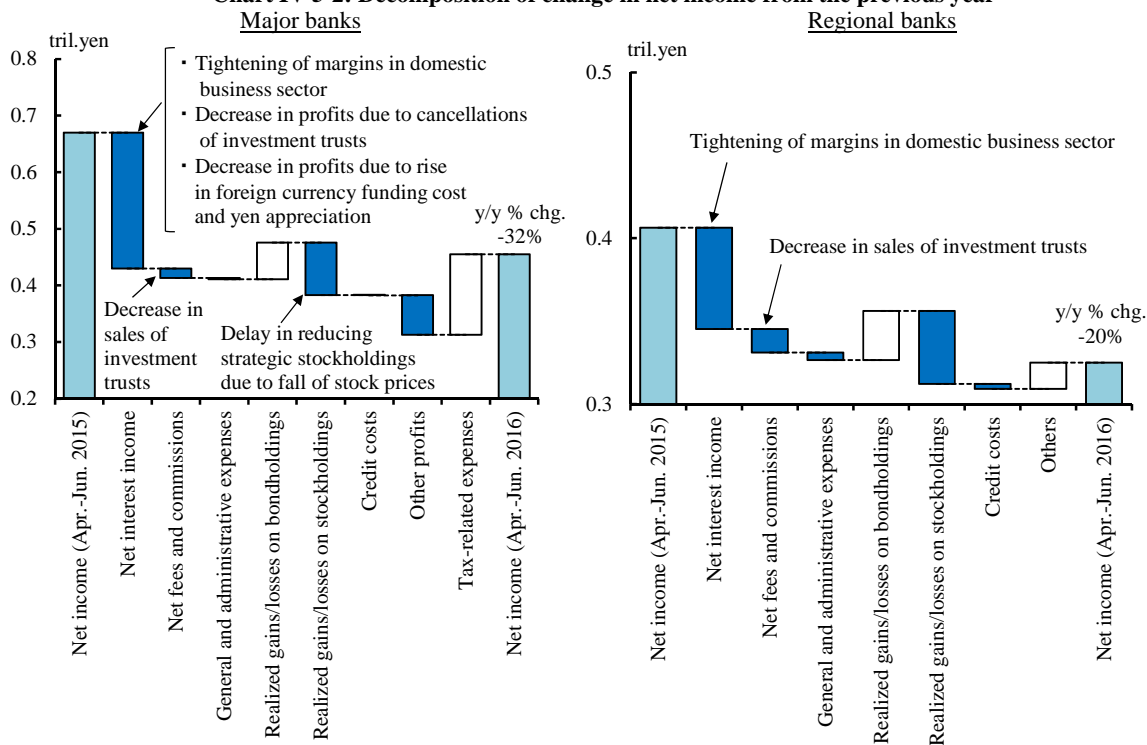 Chart IV-3-2: Decomposition of change in net income from the previous year
Major banks
tril.yen
0.8
0.7
0.6
0.5
0.4
0.3
0.2
・ Tightening of margins in domestic
business sector
・ Decrease in profits due to cancellations
of investment trusts
・ Decrease in profits due to rise
in foreign currency funding cost
and yen appreciation
y/y % chg.
-32%
Decrease in
sales of
investment
trusts
Delay in reducing
strategic stockholdings
due to fall of stock prices
Net income (Apr.-Jun. 2015)
Net interest income
Net fees and commissions
General and administrative expenses
Realized gains/losses on bondholdings
Realized gains/losses on stockholdings
Credit costs
Other profits
Tax-related expenses
Net income (Apr.-Jun. 2016)
Regional banks
tril.yen
0.5
0.4
0.3
Tightening of margins in domestic business sector
Decrease in sales of investment trusts
y/y % chg.
-20%
Net income (Apr.-Jun. 2015)
Net interest income
Net fees and commissions
General and administrative expenses
Realized gains/losses on bondholdings
Realized gains/losses on stockholdings
Credit costs
Others
Net income (Apr.-Jun. 2016)